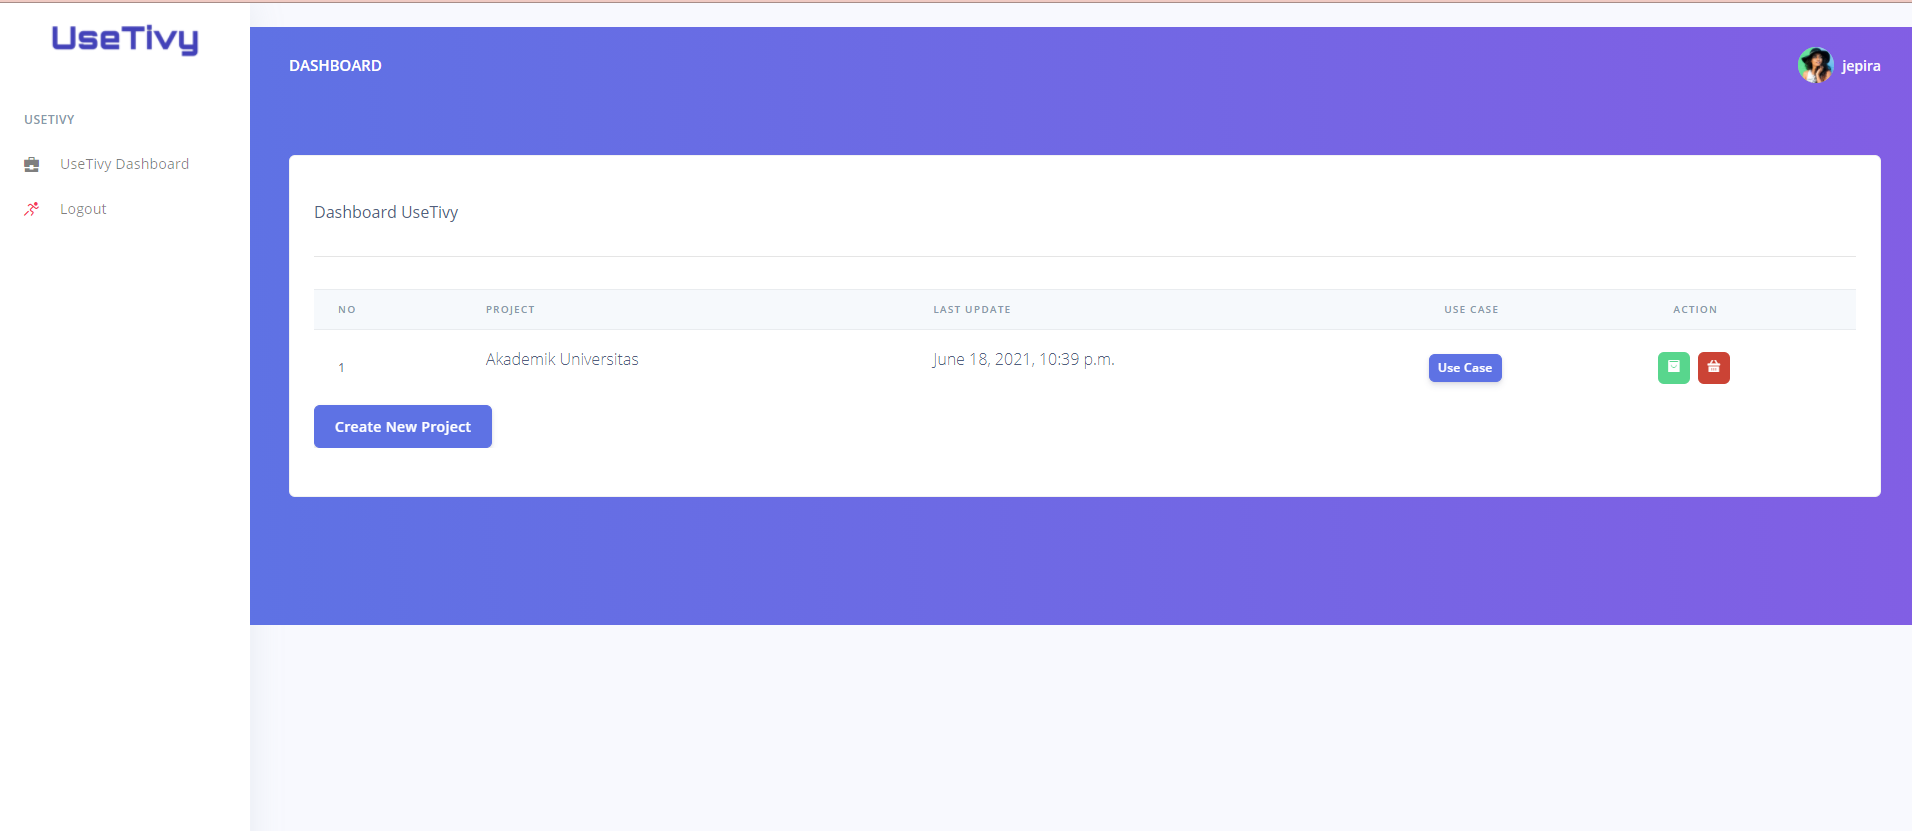 UseTivy
DASHBOARD
jepira
USETIVY
UseTivy Dashboard
Logout
Dashboard UseTivy
NO PROJECT LAST UPDATE USE CASE ACTION
1 Akademik Universitas June 18, 2021, 10:39 p.m. Use Case
Create New Project